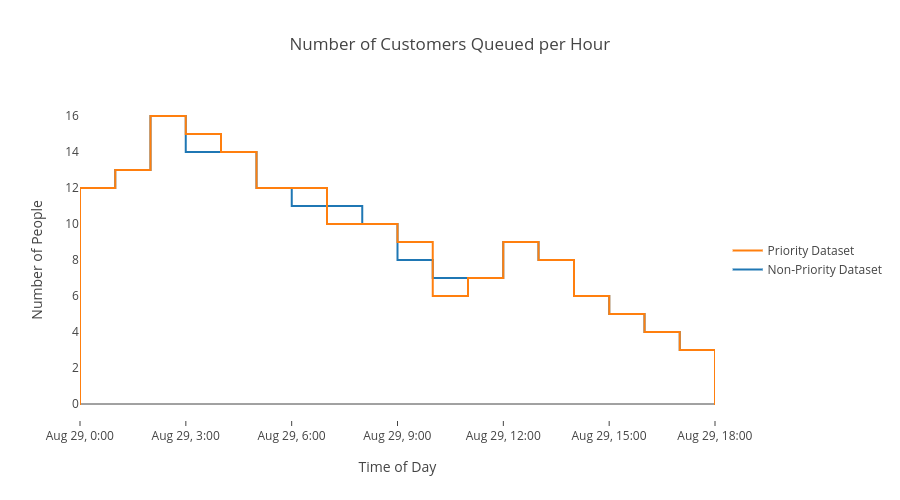 Number of Customers Queued per Hour
16
14
12
10
8
6
4
2
0
Number of People
Aug 29, 0:00
Aug 29, 3:00
Aug 29, 6:00
Aug 29, 9:00
Aug 29, 12:00
Aug 29, 15:00
Aug 29, 18:00
Time of Day
Priority Dataset
Non-Priority Dataset